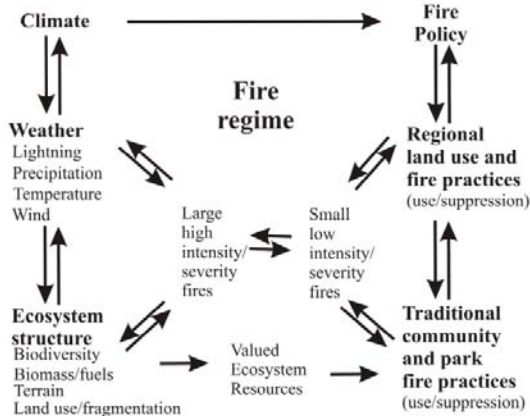 Climate
Fire
Policy
Fire
regime
Weather
Lightning
Precipitation
Temperature
Wind
Regional
land use and
fire practices
(use/suppression)
Large
high
intensity/
severity
fires
Small
low
intensity/
severity
fires
Ecosystem
structure
Biodiversity
Biomass/fuels
Terrain
Land use/fragmentation
Valued
Ecosystem
Resources
Traditional
community
and park
fire practices
(use/suppression)